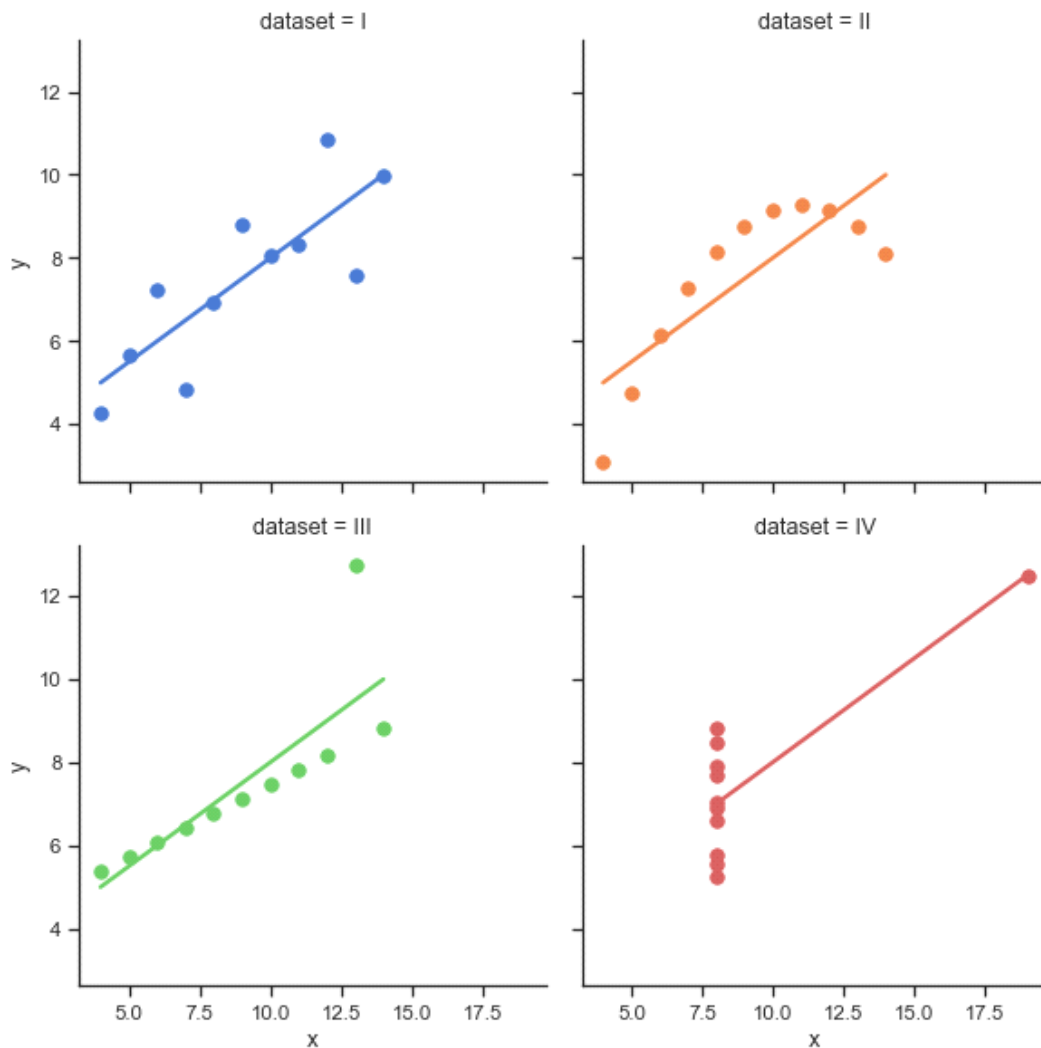 dataset = I
dataset = II
12
10
8
6
4
y
dataset = III
dataset = IV
12
10
8
6
4
y
5.0 7.5 10.0 12.5 15.0 17.5
5.0 7.5 10.0 12.5 15.0 17.5
x
x